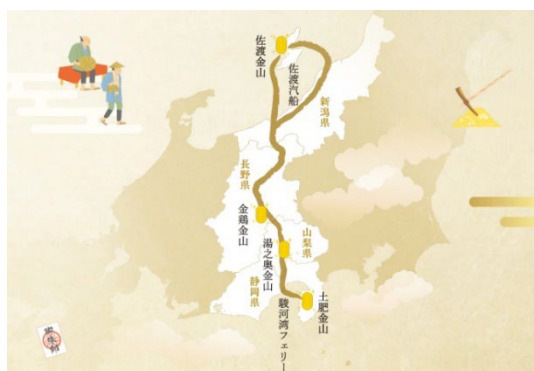 佐渡金山
佐渡汽船
新潟県
長野県
金鶏金山
山梨県
湯之奥金山
静岡県
土肥金山
駿河湾フェリー